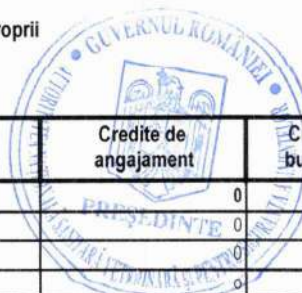 oprii
GUVERNUL ROMÂNIEI
Credite de
angajament
C
bu
0
PREȘEDINTE
0
0
0